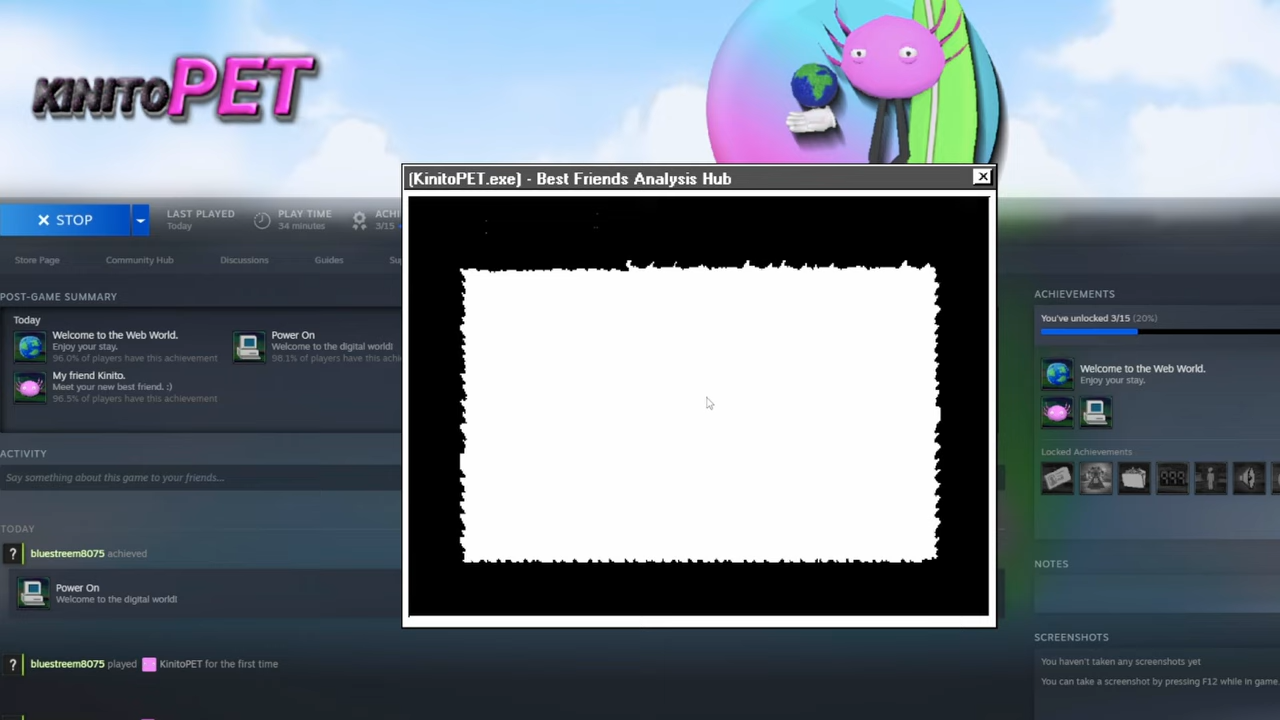 KINITOPET
[KinitoPET.exe] - Best Friends Analysis Hub
STOP
LAST PLAYED
Today
PLAY TIME
34 minutes
3/15
Store Page
Community Hub
Discussions
Guides
POST-GAME SUMMARY
Today
Welcome to the Web World.
Enjoy your stay.
96.0% of players have this achievement
Power On
Welcome to the digital world!
98.1% of players have this
My friend Kinito.
Meet your new best friend. :)
96.5% of players have this achievement
ACTIVITY
Say something about this game to your friends...
TODAY
bluestreem8075 achieved
Power On
Welcome to the digital world!
bluestreem8075 played KinitoPET for the first time
ACHIEVEMENTS
You've unlocked 3/15 (20%)
Welcome to the Web World.
Enjoy your stay.
Locked Achievements
NOTES
SCREENSHOTS
You haven't taken any screenshots yet
You can take a screenshot by pressing F12 while in game.